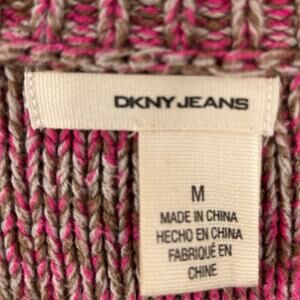 DKNY JEANS
M
MADE IN CHINA
HECHO EN CHINA
FABRIQUÉ EN
CHINE